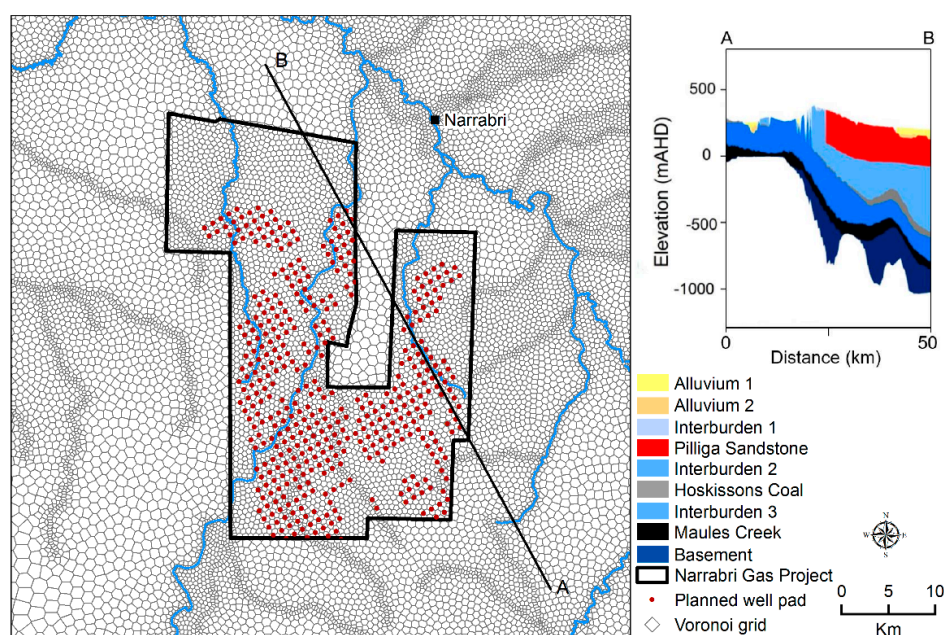 B
Narrabri
A
A
B
500
0
-500
-1000
Elevation (mAHD)
0
50
Distance (km)
Alluvium 1
Alluvium 2
Interburden 1
Pilliga Sandstone
Interburden 2
Hoskissons Coal
Interburden 3
Maules Creek
Basement
Narrabri Gas Project
Planned well pad
Voronoi grid
N
W
E
S
0
5
10
Km